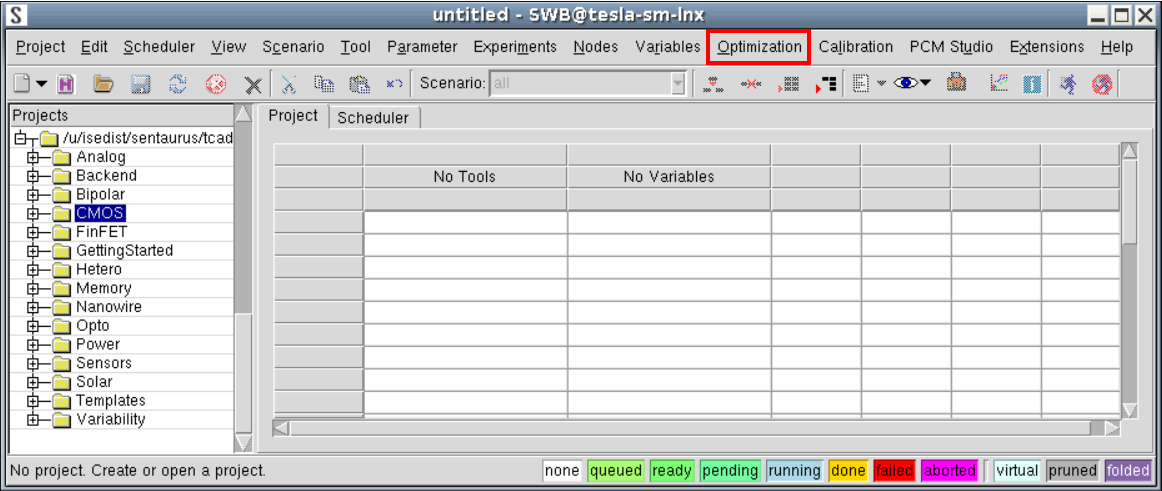 S untitled - SWB@tesla-sm-lnx
Project Edit Scheduler View Scenario Tool Parameter Experiments Nodes Variables Optimization Calibration PCM Studio Extensions Help
Scenario: all
Projects
Project Scheduler
/u/isedist/sentaurus/tcad
Analog
Backend
Bipolar
CMOS
FinFET
GettingStarted
Hetero
Memory
Nanowire
Opto
Power
Sensors
Solar
Templates
Variability
No Tools No Variables
No project. Create or open a project.
none queued ready pending running done failed aborted virtual pruned folded